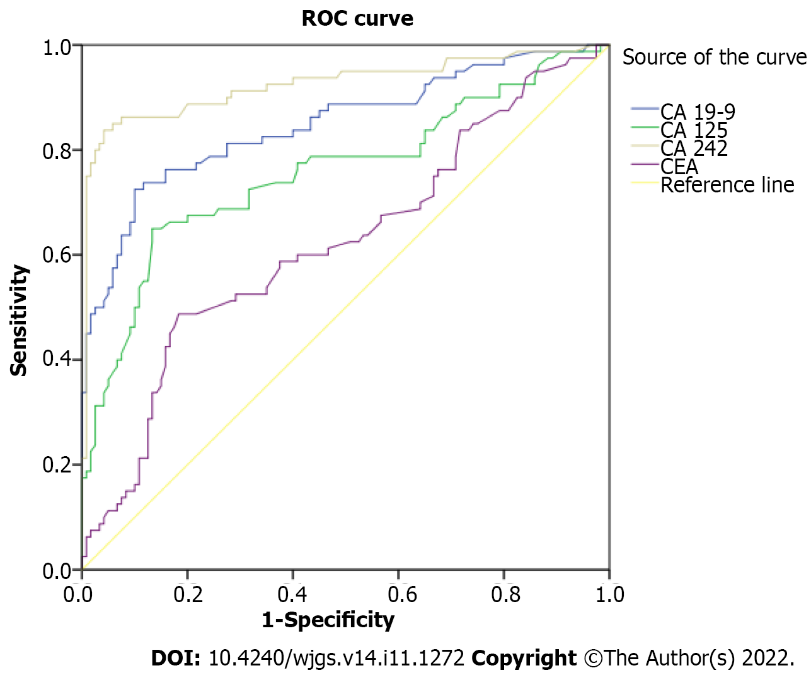 ROC curve
Source of the curve
CA 19-9
CA 125
CA 242
CEA
Reference line
Sensitivity
1.0
0.8
0.6
0.4
0.2
0.0
0.0 0.2 0.4 0.6 0.8 1.0
1-Specificity
DOI: 10.4240/wjgs.v14.i11.1272 Copyright ©The Author(s) 2022.